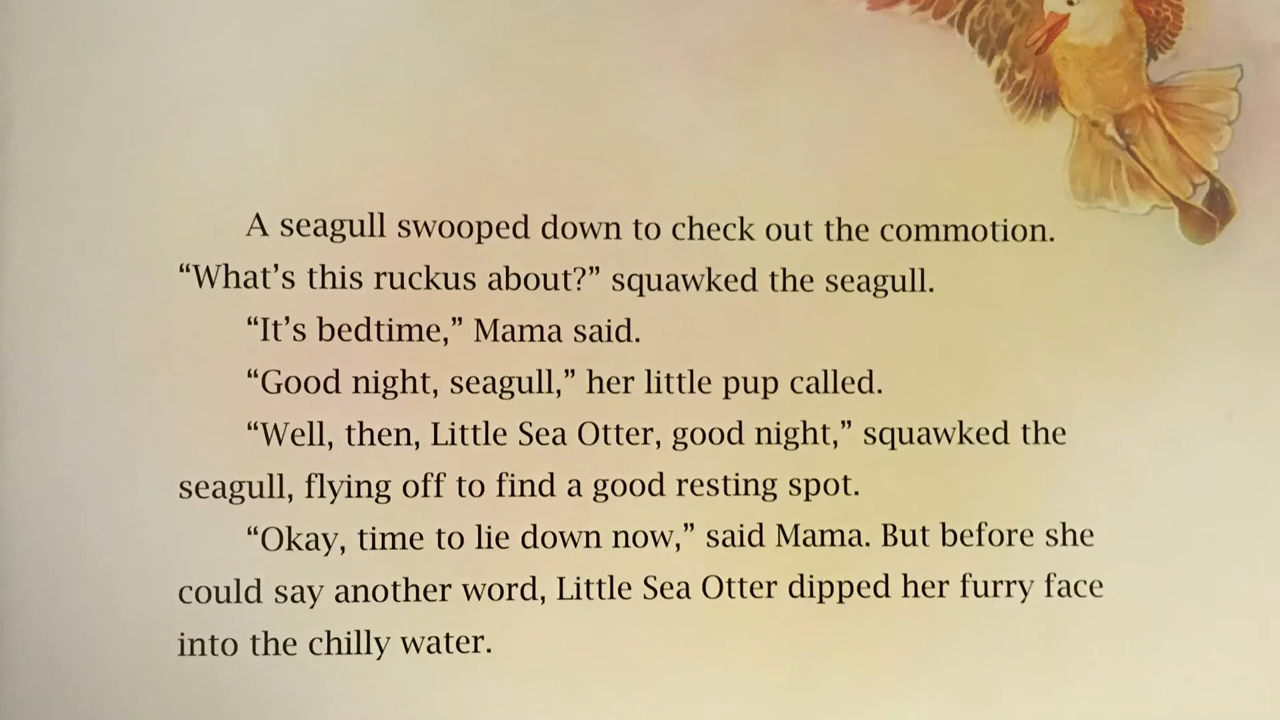 A seagull swooped down to check out the commotion.
“What’s this ruckus about?” squawked the seagull.
“It’s bedtime,” Mama said.
“Good night, seagull,” her little pup called.
“Well, then, Little Sea Otter, good night,” squawked the
seagull, flying off to find a good resting spot.
“Okay, time to lie down now,” said Mama. But before she
could say another word, Little Sea Otter dipped her furry face
into the chilly water.